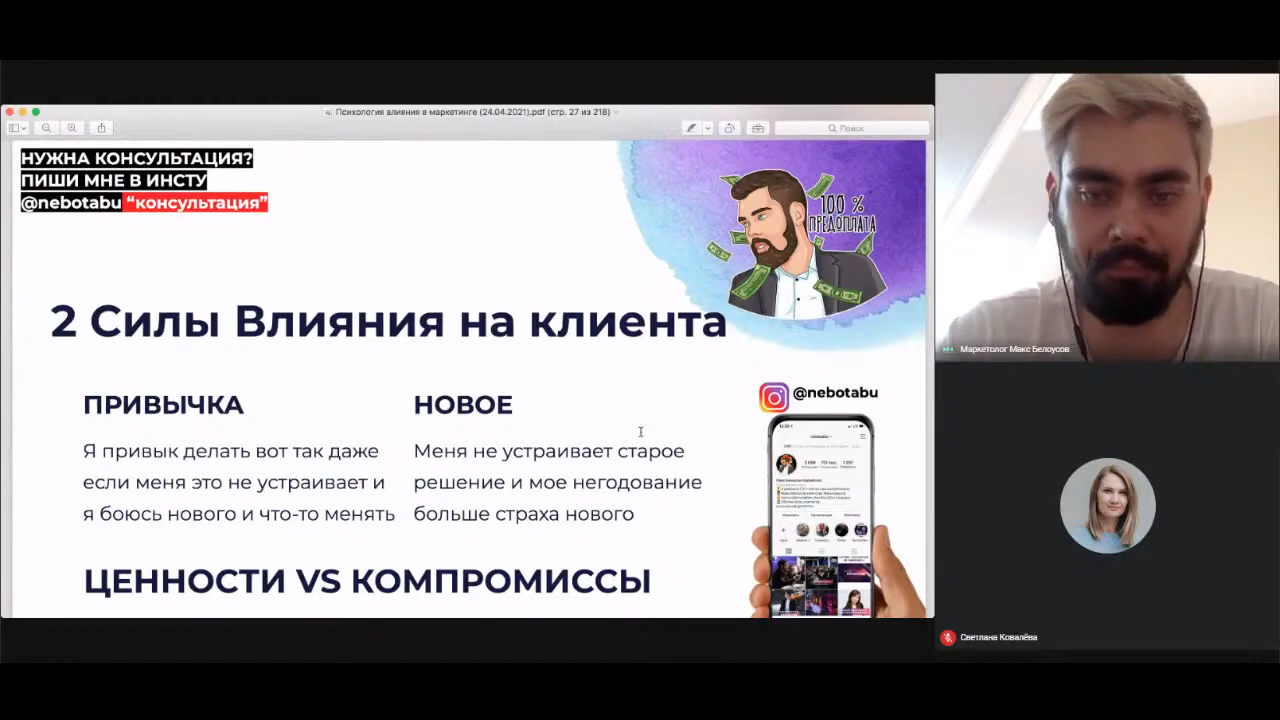 Психология влияния в маркетинге (24.04.2021).pdf (стр. 27 из 218)
Поиск
НУЖНА КОНСУЛЬТАЦИЯ?
ПИШИ МНЕ В ИНСТУ
@nebotabu “консультация”
100 %
ПРЕДОПЛАТА
2 Силы Влияния на клиента
ПРИВЫЧКА
Я привык делать вот так даже
если меня это не устраивает и
боюсь нового и что-то менять
НОВОЕ
Меня не устраивает старое
решение и мое негодование
больше страха нового
ЦЕННОСТИ VS КОМПРОМИССЫ
@nebotabu
Маркетолог Макс Белоусов
Светлана Ковалёва